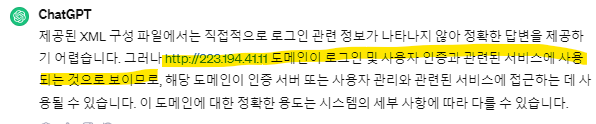 ChatGPT
제공된 XML 구성 파일에서는 직접적으로 로그인 관련 정보가 나타나지 않아 정확한 답변을 제공하
기 어렵습니다. 그러나 http://223.194.41.11 도메인이 로그인 및 사용자 인증과 관련된 서비스에 사용
되는 것으로 보이므로, 해당 도메인이 인증 서버 또는 사용자 관리와 관련된 서비스에 접근하는 데 사
용될 수 있습니다. 이 도메인에 대한 정확한 용도는 시스템의 세부 사항에 따라 다를 수 있습니다.